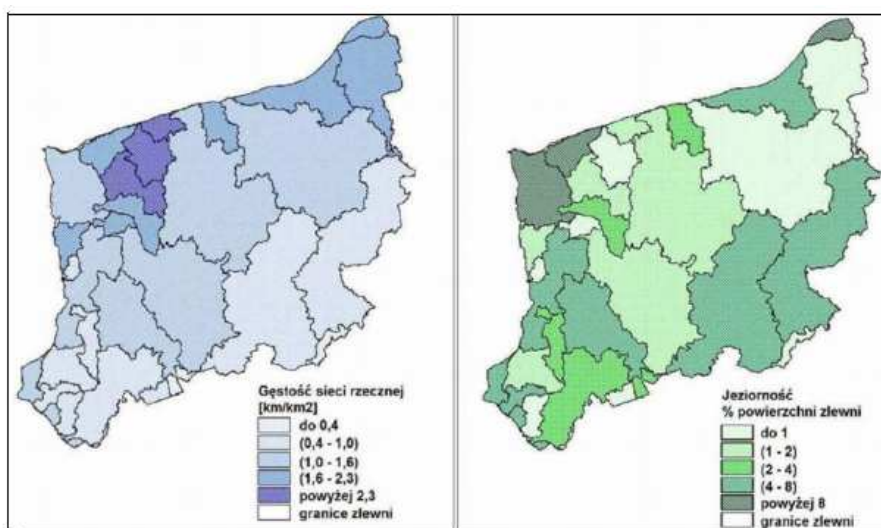 Gęstość sieci rzecznej
[km/km2]
do 0,4
(0,4 - 1,0)
(1,0 - 1,6)
(1,6 - 2,3)
powyżej 2,3
granice zlewni
Jeziorność
% powierzchni zlewni
do 1
(1 - 2)
(2 - 4)
(4 - 8)
powyżej 8
granice zlewni